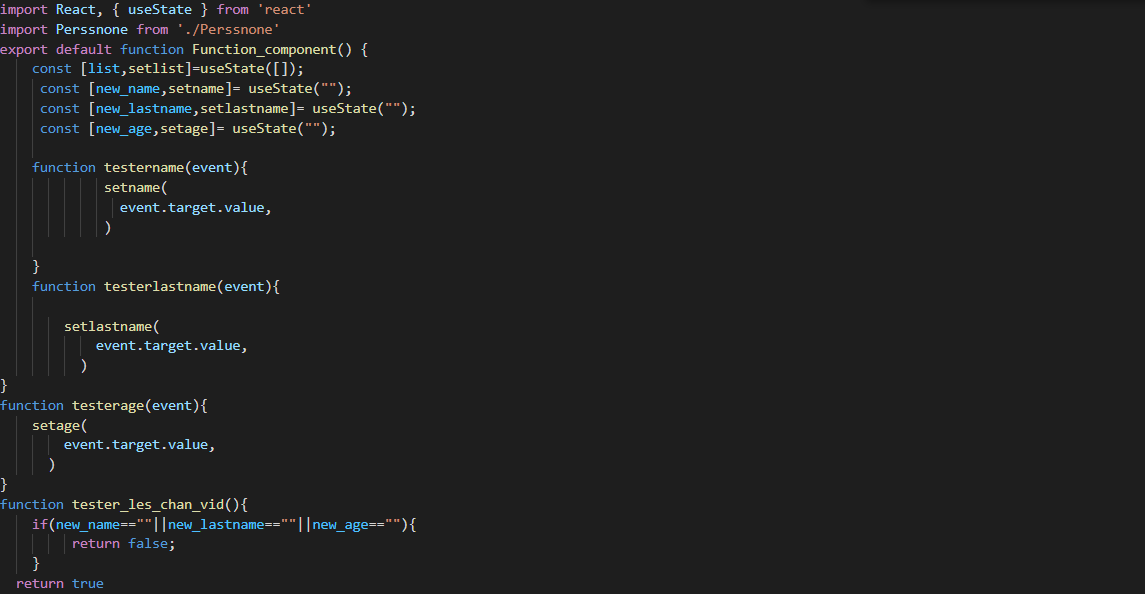 import React, { useState } from 'react'
import Perssnone from './Perssnone'
export default function Function_component() {
    const [list,setlist]=useState([]);
     const [new_name,setname]= useState("");
     const [new_lastname,setlastname]= useState("");
     const [new_age,setage]= useState("");
    function testername(event){
             setname(
               event.target.value,
             )
    }
    function testerlastname(event){
        setlastname(
            event.target.value,
          )
}
function testerage(event){
    setage(
        event.target.value,
      )
}
function tester_les_chan_vid(){
    if(new_name==""||new_lastname==""||new_age==""){
         return false;
    }
  return true